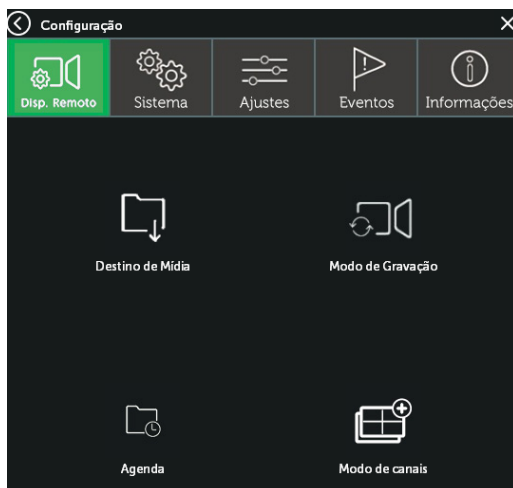 Configuração
Disp. Remoto
Sistema
Ajustes
Eventos
Informações
Destino de Mídia
Modo de Gravação
Agenda
Modo de canais